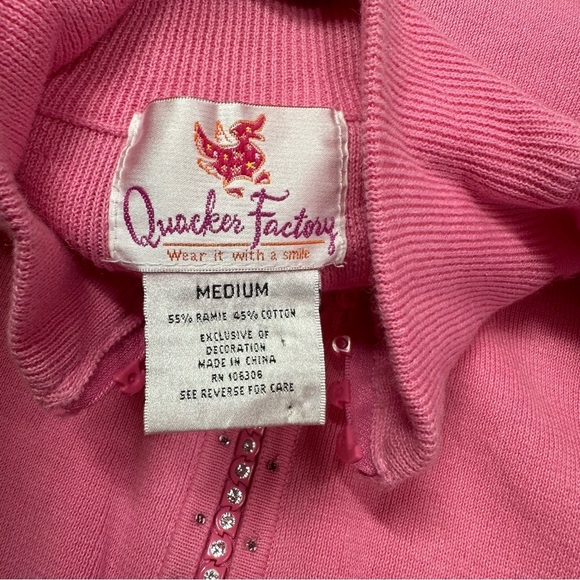 Quacker Factory
Wear it with a smile
MEDIUM
55% RAMIE 45% COTTON
EXCLUSIVE OF
DECORATION
MADE IN CHINA
RN 106306
SEE REVERSE FOR CARE